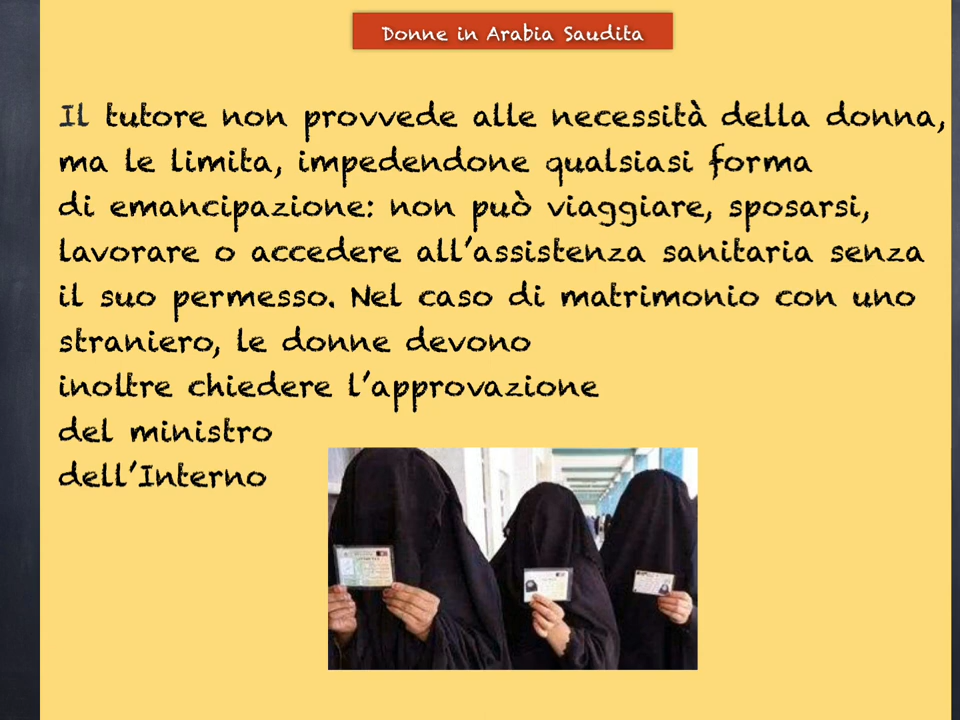 Donne in Arabia Saudita
Il tutore non provvede alle necessità della donna,
ma le limita, impedendone qualsiasi forma
di emancipazione: non può viaggiare, sposarsi,
lavorare o accedere all’assistenza sanitaria senza
il suo permesso. Nel caso di matrimonio con uno
straniero, le donne devono
inoltre chiedere l’approvazione
del ministro
dell’Interno